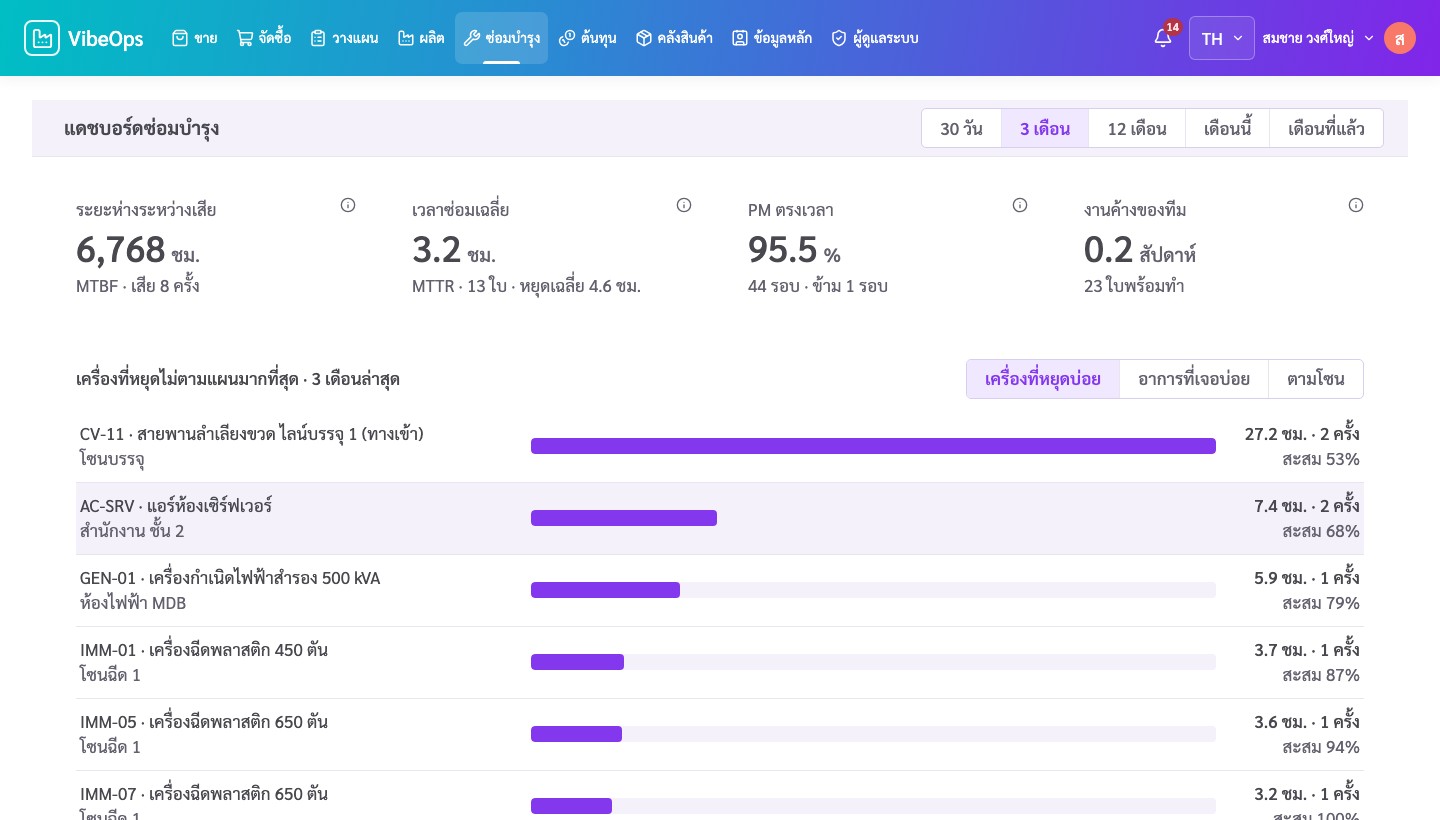 VibeOps
ขาย จัดซื้อ วางแผน ผลิต ซ่อมบำรุง ต้นทุน คลังสินค้า ข้อมูลหลัก ผู้ดูแลระบบ
14
TH
สมชาย วงศ์ใหญ่
ส
แดชบอร์ดซ่อมบำรุง
30 วัน 3 เดือน 12 เดือน เดือนนี้ เดือนที่แล้ว
ระยะห่างระหว่างเสีย
6,768 ชม.
MTBF · เสีย 8 ครั้ง
เวลาซ่อมเฉลี่ย
3.2 ชม.
MTTR · 13 ใบ · หยุดเฉลี่ย 4.6 ชม.
PM ตรงเวลา
95.5 %
44 รอบ · ข้าม 1 รอบ
งานค้างของทีม
0.2 สัปดาห์
23 ใบพร้อมทำ
เครื่องที่หยุดไม่ตามแผนมากที่สุด · 3 เดือนล่าสุด
เครื่องที่หยุดบ่อย อาการที่เจอบ่อย ตามโซน
CV-11 · สายพานลำเลียงขวด ไลน์บรรจุ 1 (ทางเข้า)
โซนบรรจุ
27.2 ชม. · 2 ครั้ง
สะสม 53%
AC-SRV · แอร์ห้องเซิร์ฟเวอร์
สำนักงาน ชั้น 2
7.4 ชม. · 2 ครั้ง
สะสม 68%
GEN-01 · เครื่องกำเนิดไฟฟ้าสำรอง 500 kVA
ห้องไฟฟ้า MDB
5.9 ชม. · 1 ครั้ง
สะสม 79%
IMM-01 · เครื่องฉีดพลาสติก 450 ตัน
โซนฉีด 1
3.7 ชม. · 1 ครั้ง
สะสม 87%
IMM-05 · เครื่องฉีดพลาสติก 650 ตัน
โซนฉีด 1
3.6 ชม. · 1 ครั้ง
สะสม 94%
IMM-07 · เครื่องฉีดพลาสติก 650 ตัน
โซนฉีด 1
3.2 ชม. · 1 ครั้ง
สะสม 100%